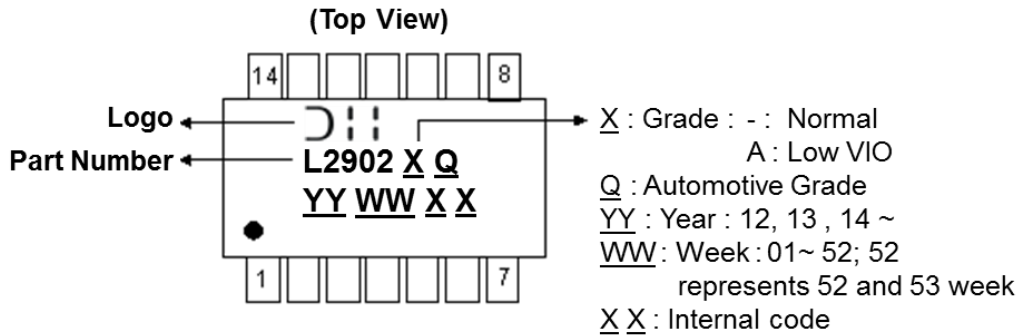 (Top View)
14 8
Logo
Part Number
L2902 X Q
YY WW X X
1 7
X : Grade : - : Normal
A : Low VIO
Q : Automotive Grade
YY : Year : 12, 13 , 14 ~
WW : Week : 01~ 52; 52
represents 52 and 53 week
X X : Internal code